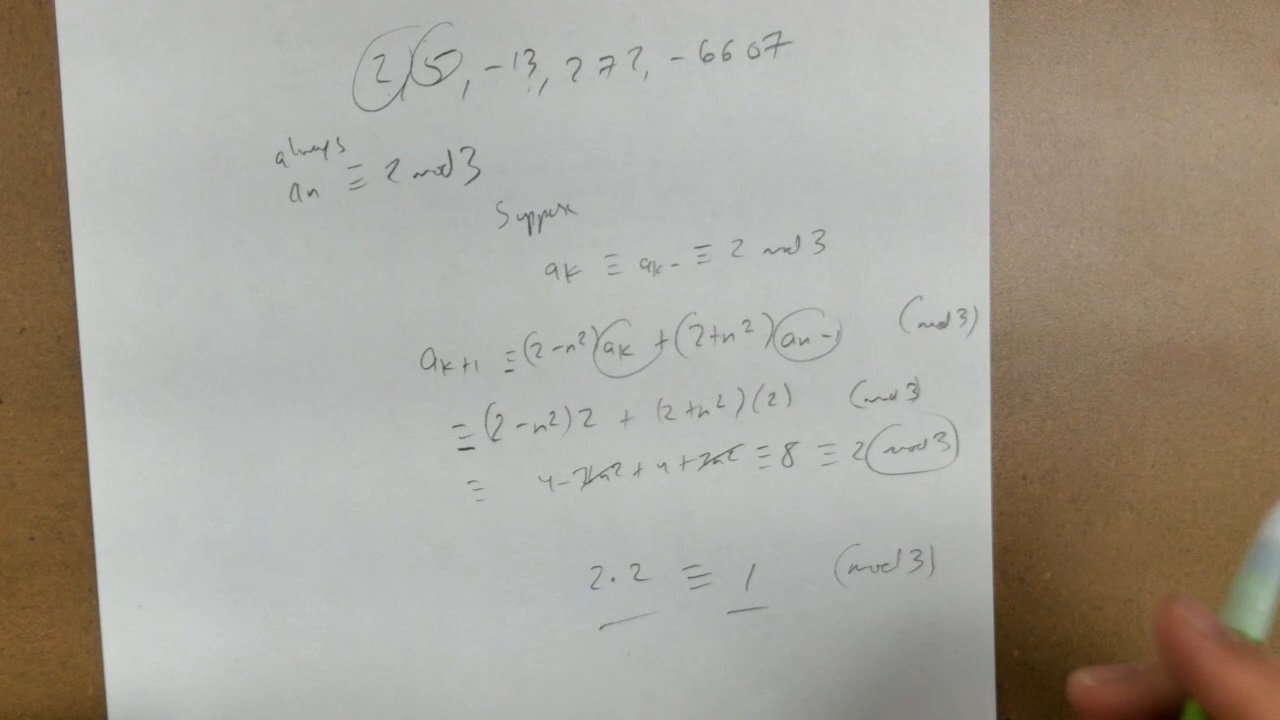 2, 5, -13, 272, -6607
always
an ≡ 2 mod 3
Suppose
ak ≡ ak- ≡ 2 mod 3
ak+1 ≡ (2-n²)ak + (2+n²)an-1 (mod 3)
≡ (2-n²)2 + (2+n²)(2) (mod 3
≡ 4-2n²+4+2n² ≡ 8 ≡ 2 (mod 3)
2·2 ≡ 1 (mod 3)